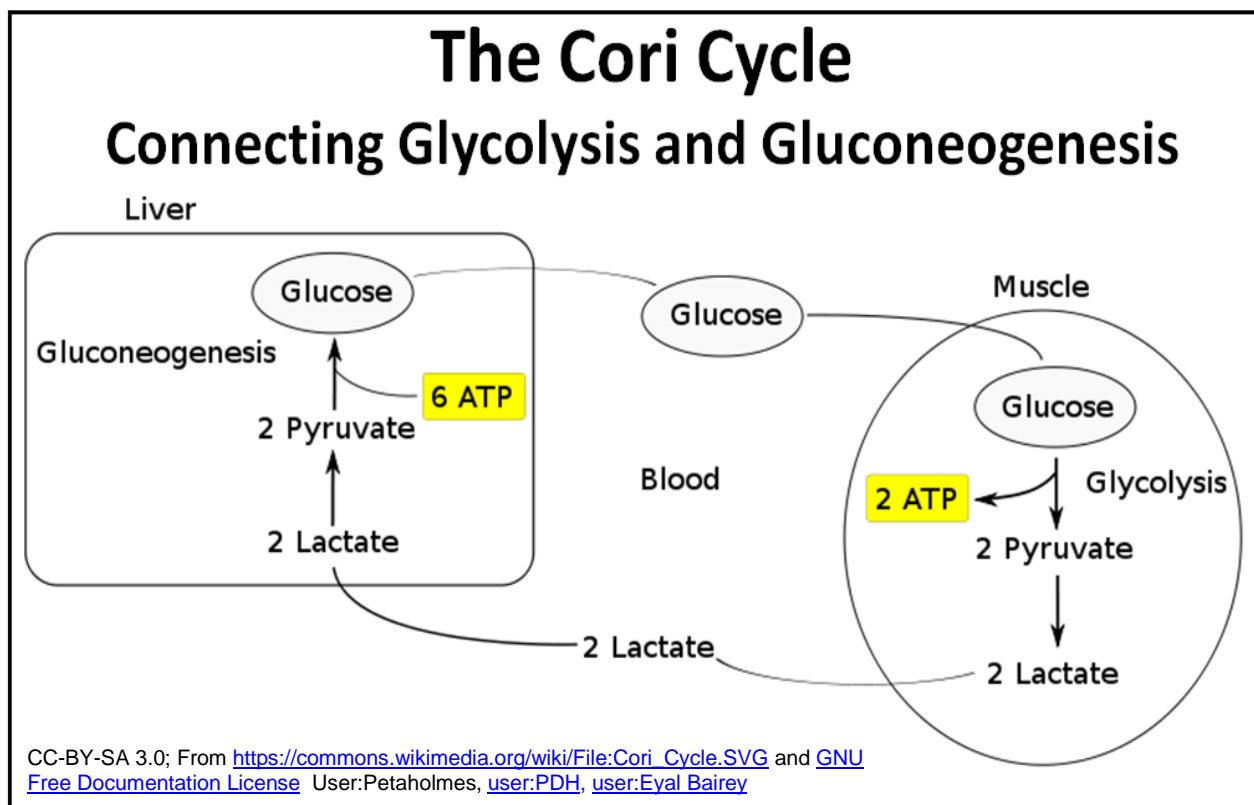 The Cori Cycle
Connecting Glycolysis and Gluconeogenesis
Liver
Glucose
Gluconeogenesis
6 ATP
2 Pyruvate
2 Lactate
Glucose
Blood
2 Lactate
Muscle
Glucose
Glycolysis
2 ATP
2 Pyruvate
2 Lactate
CC-BY-SA 3.0; From https://commons.wikimedia.org/wiki/File:Cori_Cycle.SVG and GNU
Free Documentation License User:Petaholmes, user:PDH, user:Eyal Bairey